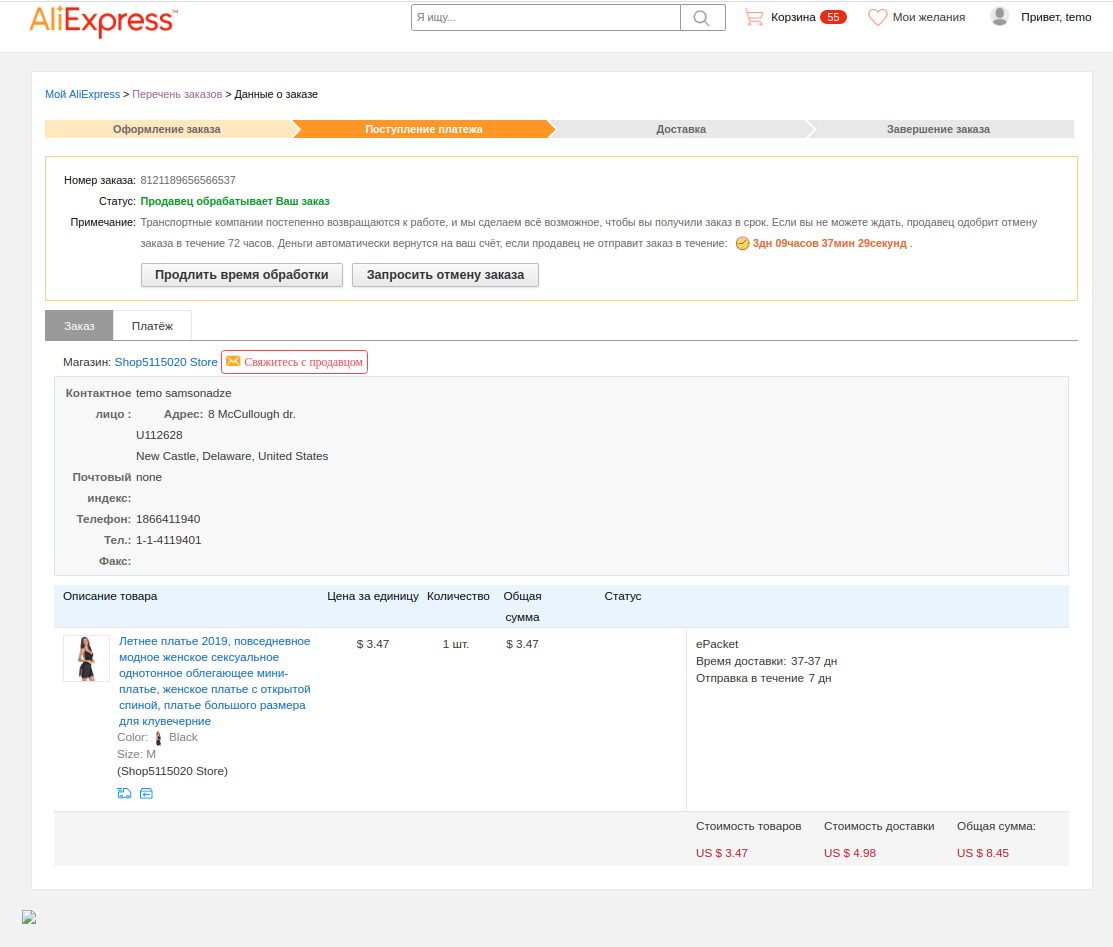 AliExpress™
Я ищу...
Корзина 55
Мои желания
Привет, temo
Мой AliExpress > Перечень заказов > Данные о заказе
Оформление заказа
Поступление платежа
Доставка
Завершение заказа
Номер заказа: 8121189656566537
Статус: Продавец обрабатывает Ваш заказ
Примечание: Транспортные компании постепенно возвращаются к работе, и мы сделаем всё возможное, чтобы вы получили заказ в срок. Если вы не можете ждать, продавец одобрит отмену
заказа в течение 72 часов. Деньги автоматически вернутся на ваш счёт, если продавец не отправит заказ в течение: 3дн 09часов 37мин 29секунд .
Продлить время обработки
Запросить отмену заказа
Заказ
Платёж
Магазин: Shop5115020 Store Свяжитесь с продавцом
Контактное temo samsonadze
лицо : Адрес: 8 McCullough dr.
U112628
New Castle, Delaware, United States
Почтовый none
индекс:
Телефон: 1866411940
Тел.: 1-1-4119401
Факс:
Описание товара Цена за единицу Количество Общая Статус
сумма
Летнее платье 2019, повседневное $ 3.47 1 шт. $ 3.47 ePacket
модное женское сексуальное Время доставки: 37-37 дн
однотонное облегающее мини- Отправка в течение 7 дн
платье, женское платье с открытой
спиной, платье большого размера
для клувечерние
Color: Black
Size: M
(Shop5115020 Store)
Стоимость товаров Стоимость доставки Общая сумма:
US $ 3.47 US $ 4.98 US $ 8.45